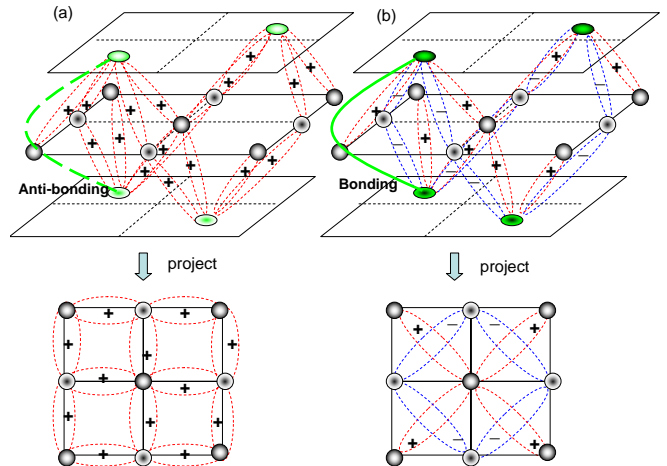 (a)
(b)
+ + + +
+ + + +
+ + + +
+ +
Anti-bonding
+ + +
− −
− −
− −
Bonding
project
project
+ +
+ + +
+ +
+ + +
+ +
+ − − +
+ − − +